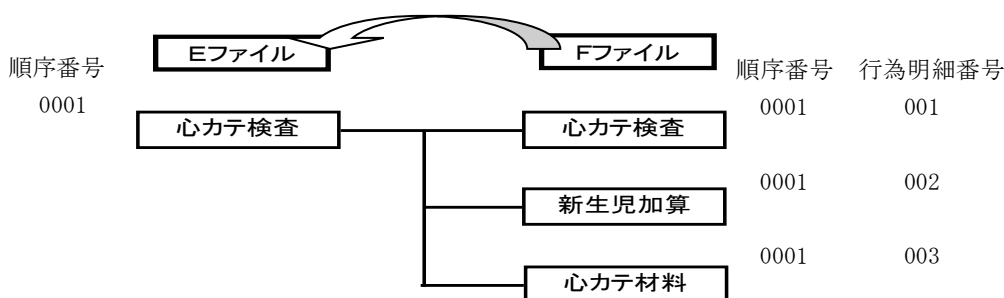 Eファイル
Fファイル
順序番号
順序番号 行為明細番号
0001
心カテ検査
心カテ検査
0001 001
新生児加算
0001 002
心カテ材料
0001 003